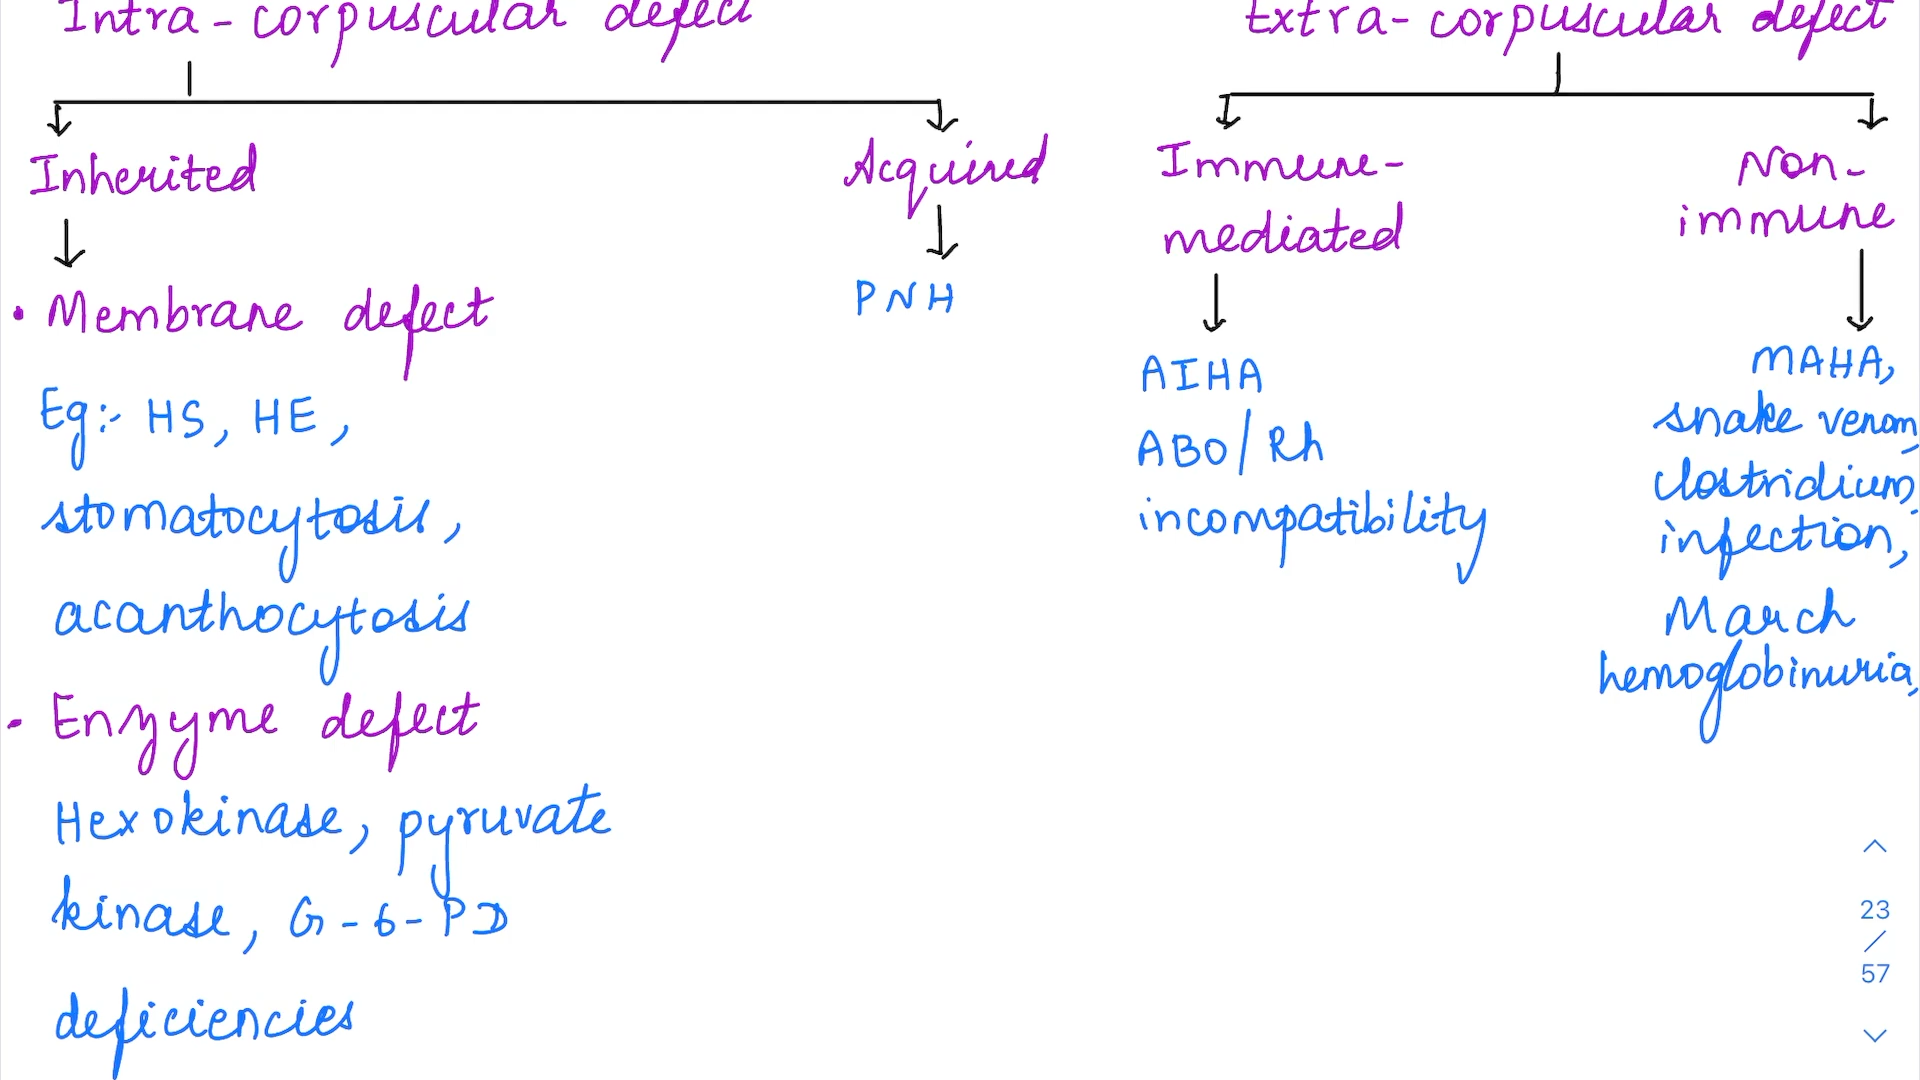 Intra-corpuscular defect
Inherited
• Membrane defect
Eg:- HS, HE,
stomatocytosis,
acanthocytosis
- Enzyme defect
Hexokinase, pyruvate
kinase, G-6-PD
deficiencies
Acquired
PNH
Extra-corpuscular defect
Immune-
mediated
AIHA
ABO/Rh
incompatibility
Non-
immune
MAHA,
snake venom,
clostridium,
infection,
March
hemoglobinuria,
23
/
57